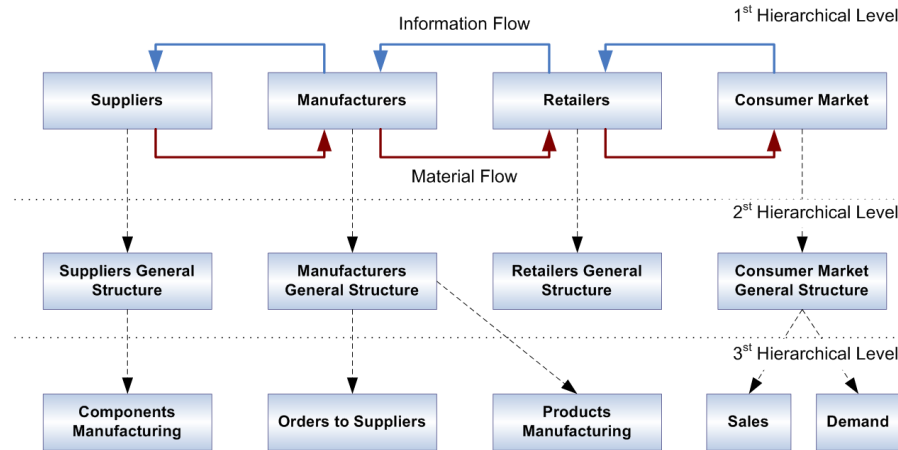 1st Hierarchical Level
Information Flow
Suppliers
Manufacturers
Retailers
Consumer Market
Material Flow
2st Hierarchical Level
Suppliers General
Structure
Manufacturers
General Structure
Retailers General
Structure
Consumer Market
General Structure
3st Hierarchical Level
Components
Manufacturing
Orders to Suppliers
Products
Manufacturing
Sales
Demand